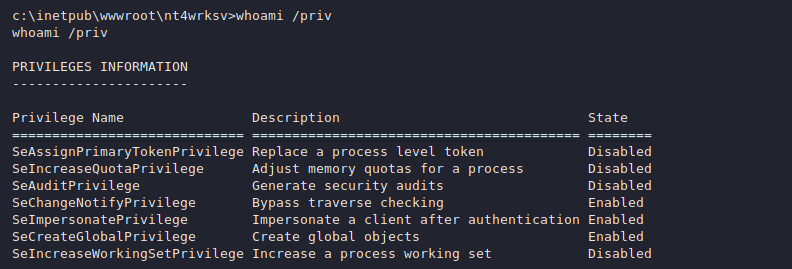 c:\inetpub\wwwroot\nt4wrksv>whoami /priv
whoami /priv
PRIVILEGES INFORMATION
----------------------
Privilege Name                Description                               State
============================= ========================================= ========
SeAssignPrimaryTokenPrivilege Replace a process level token             Disabled
SeIncreaseQuotaPrivilege      Adjust memory quotas for a process        Disabled
SeAuditPrivilege              Generate security audits                  Disabled
SeChangeNotifyPrivilege       Bypass traverse checking                  Enabled
SeImpersonatePrivilege        Impersonate a client after authentication Enabled
SeCreateGlobalPrivilege       Create global objects                     Enabled
SeIncreaseWorkingSetPrivilege Increase a process working set            Disabled